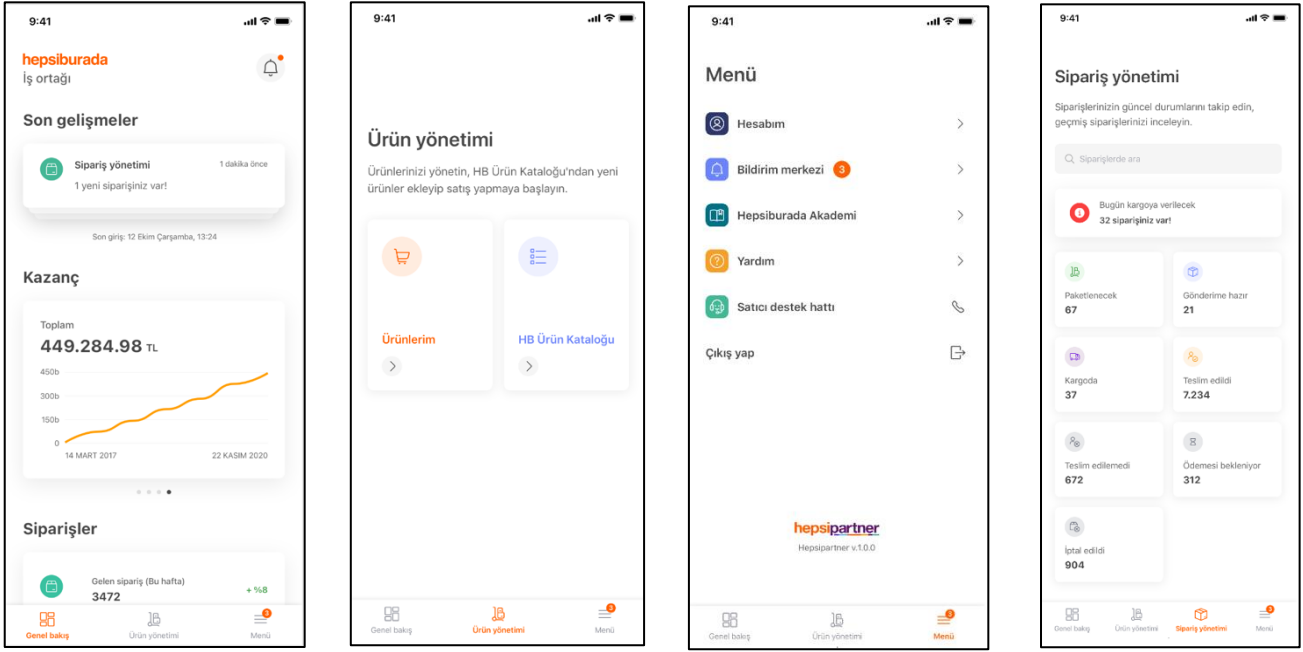 9:41
hepsiburada
İş ortağı
Son gelişmeler
Sipariş yönetimi
1 dakika önce
1 yeni siparişiniz var!
Son giriş: 12 Ekim Çarşamba, 13:24
Kazanç
Toplam
449.284.98 TL
450b
300b
150b
0
14 MART 2017
22 KASIM 2020
Siparişler
Gelen sipariş (Bu hafta)
3472
+ %8
3
Genel bakış
Ürün yönetimi
Menü
9:41
Ürün yönetimi
Ürünlerinizi yönetin, HB Ürün Kataloğu'ndan yeni
ürünler ekleyip satış yapmaya başlayın.
Ürünlerim
HB Ürün Kataloğu
3
Genel bakış
Ürün yönetimi
Menü
9:41
Menü
Hesabım
Bildirim merkezi 3
Hepsiburada Akademi
Yardım
Satıcı destek hattı
Çıkış yap
hepsipartner
Hepsipartner v.1.0.0
3
Genel bakış
Ürün yönetimi
Menü
9:41
Sipariş yönetimi
Siparişlerinizin güncel durumlarını takip edin,
geçmiş siparişlerinizi inceleyin.
Siparişlerde ara
Bugün kargoya verilecek
32 siparişiniz var!
Paketlenecek
67
Gönderime hazır
21
Kargoda
37
Teslim edildi
7.234
Teslim edilemedi
672
Ödemesi bekleniyor
312
İptal edildi
904
3
Genel bakış
Ürün yönetimi
Sipariş yönetimi
Menü